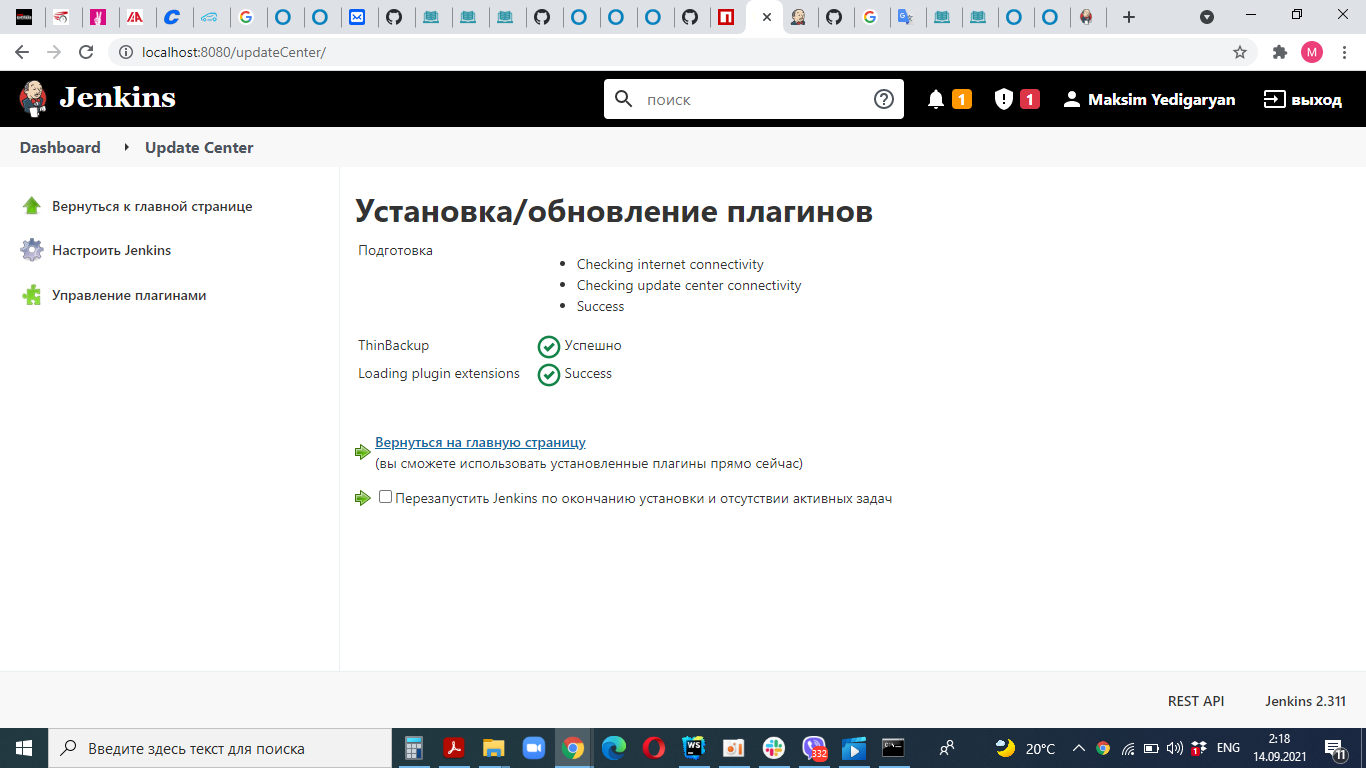 localhost:8080/updateCenter/
M
Jenkins
поиск
1
1
Maksim Yedigaryan
выход
Dashboard
Update Center
Вернуться к главной странице
Настроить Jenkins
Управление плагинами
Установка/обновление плагинов
Подготовка
Checking internet connectivity
Checking update center connectivity
Success
ThinBackup
Успешно
Loading plugin extensions
Success
Вернуться на главную страницу
(вы сможете использовать установленные плагины прямо сейчас)
Перезапустить Jenkins по окончанию установки и отсутствии активных задач
REST API
Jenkins 2.311
Введите здесь текст для поиска
WS
332
20°C
1
ENG
2:18
14.09.2021
11